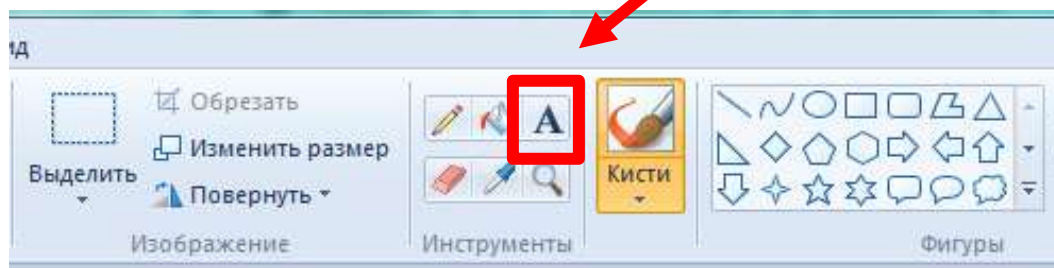 ид
Обрезать
Изменить размер
Выделить
Повернуть
A
Кисти
Изображение
Инструменты
Фигуры